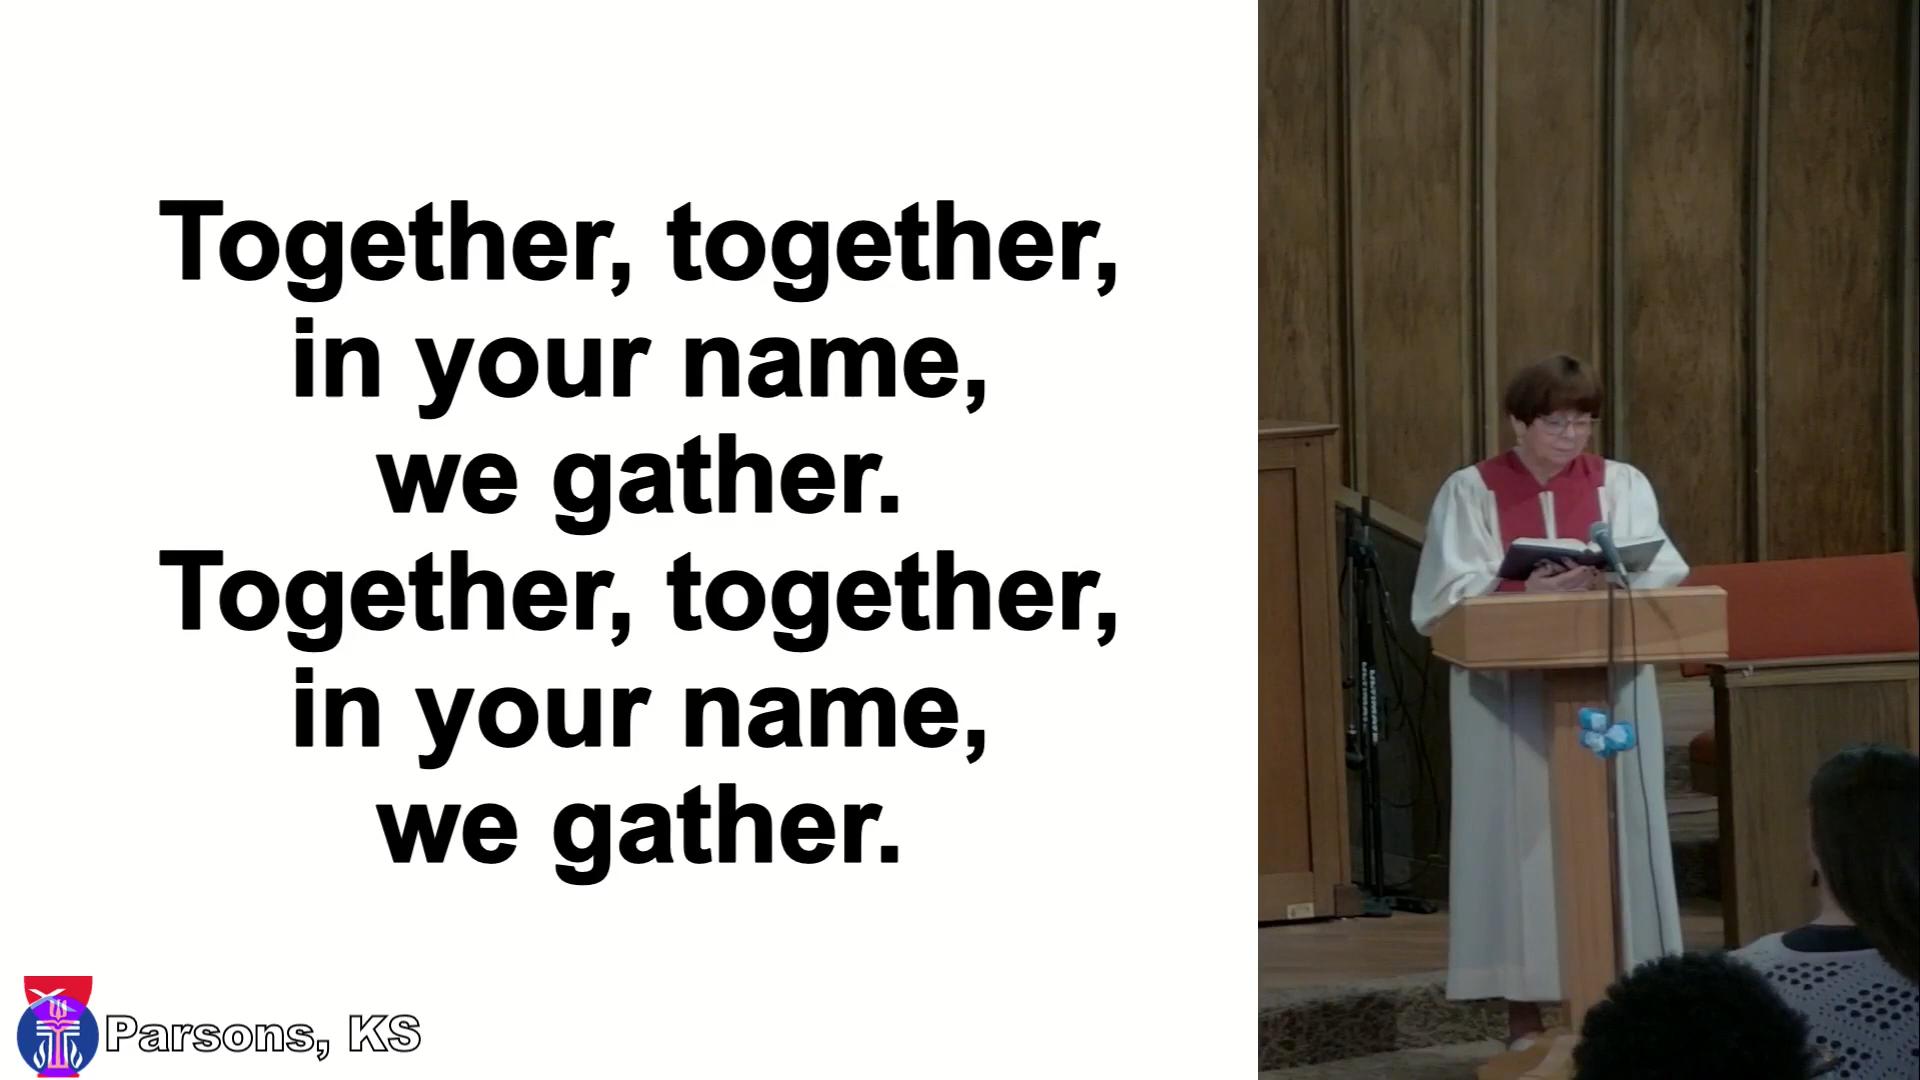 Together, together,
in your name,
we gather.
Together, together,
in your name,
we gather.
Parsons, KS